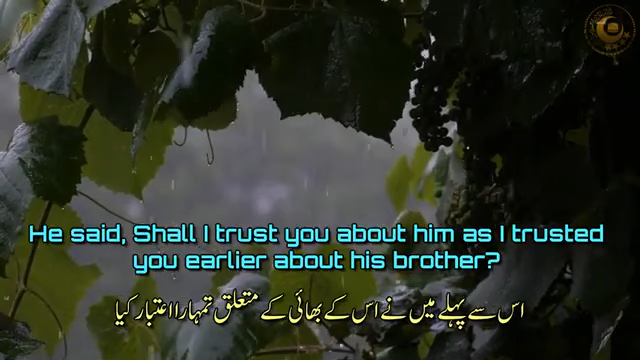 He said, Shall I trust you about him as I trusted
you earlier about his brother?
اس سے پہلے میں نے اس کے بھائی کے متعلق تمہارا اعتبار کیا